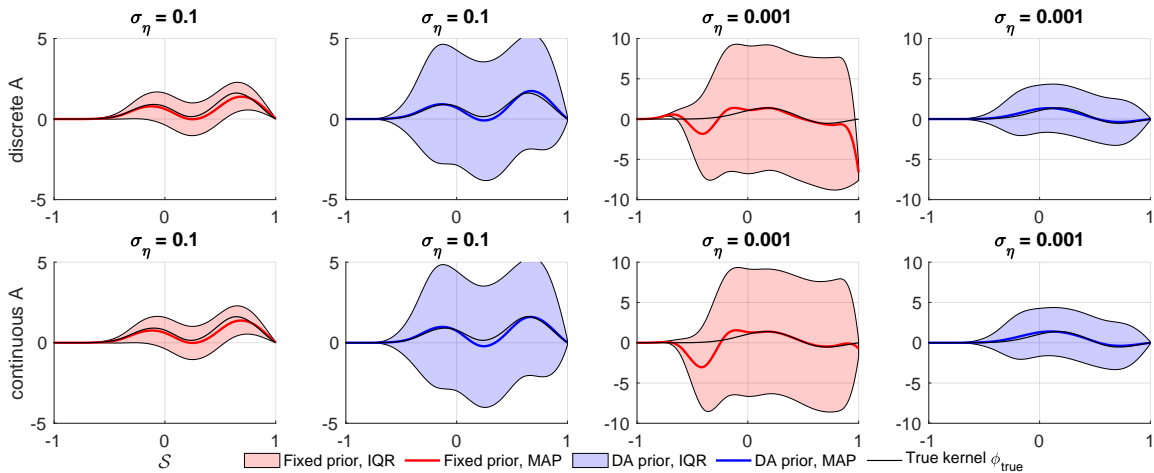 σ_η = 0.1 σ_η = 0.1 σ_η = 0.001 σ_η = 0.001
discrete A
5 5 10 10
5 5
0 0 0 0
-5 -5
-5 -5 -10 -10
-1 0 1 -1 0 1 -1 0 1 -1 0 1
σ_η = 0.1 σ_η = 0.1 σ_η = 0.001 σ_η = 0.001
continuous A
5 5 10 10
5 5
0 0 0 0
-5 -5
-5 -5 -10 -10
-1 0 1 -1 0 1 -1 0 1 -1 0 1
𝒮
Fixed prior, IQR Fixed prior, MAP DA prior, IQR DA prior, MAP True kernel ϕ_true